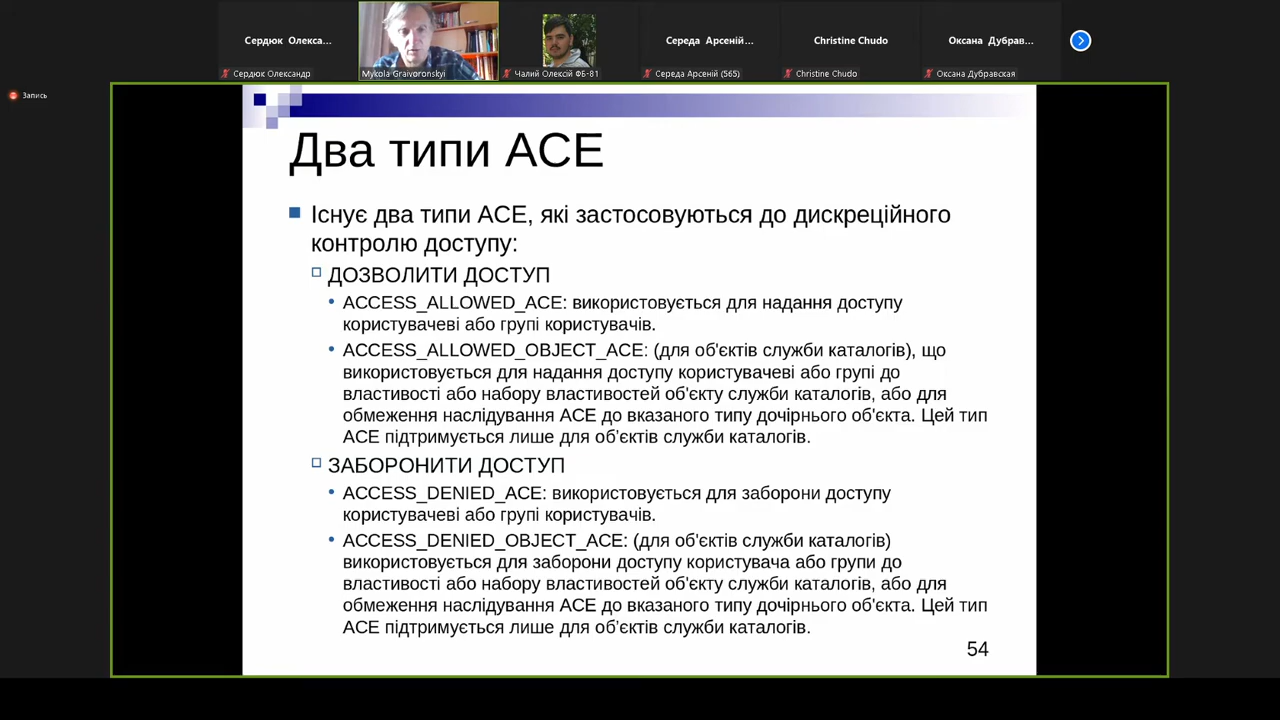 Сердюк Олекса...
Середа Арсеній...
Christine Chudo
Оксана Дубрав...
Сердюк Олександр
Mykola Graivoronskyi
Чалий Олексій ФБ-81
Середа Арсеній (565)
Christine Chudo
Оксана Дубравская
Запись
Два типи ACE
Існує два типи ACE, які застосовуються до дискреційного
контролю доступу:
ДОЗВОЛИТИ ДОСТУП
ACCESS_ALLOWED_ACE: використовується для надання доступу
користувачеві або групі користувачів.
ACCESS_ALLOWED_OBJECT_ACE: (для об'єктів служби каталогів), що
використовується для надання доступу користувачеві або групі до
властивості або набору властивостей об'єкту служби каталогів, або для
обмеження наслідування ACE до вказаного типу дочірнього об'єкта. Цей тип
ACE підтримується лише для об’єктів служби каталогів.
ЗАБОРОНИТИ ДОСТУП
ACCESS_DENIED_ACE: використовується для заборони доступу
користувачеві або групі користувачів.
ACCESS_DENIED_OBJECT_ACE: (для об'єктів служби каталогів)
використовується для заборони доступу користувача або групи до
властивості або набору властивостей об'єкту служби каталогів, або для
обмеження наслідування ACE до вказаного типу дочірнього об'єкта. Цей тип
ACE підтримується лише для об’єктів служби каталогів.
54